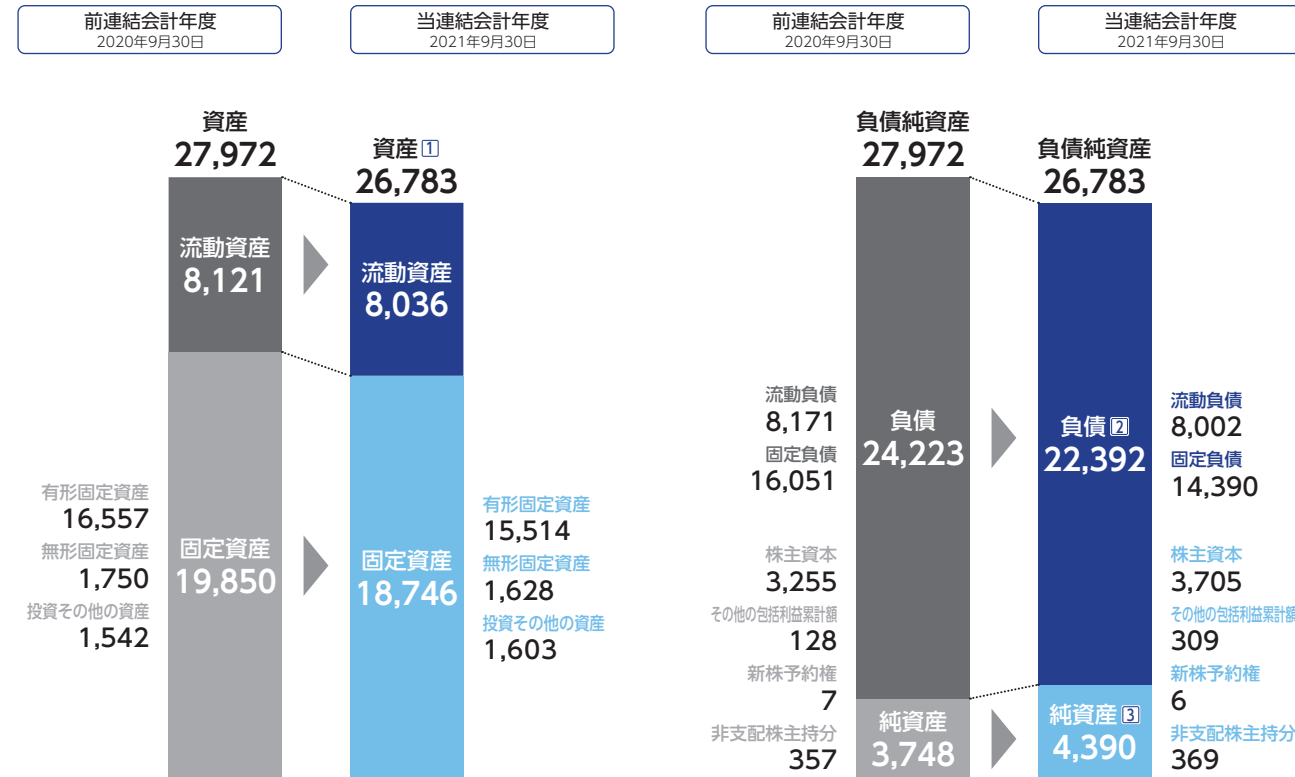 前連結会計年度
2020年9月30日
当連結会計年度
2021年9月30日
資産
27,972
資産1
26,783
流動資産
8,121
流動資産
8,036
有形固定資産
16,557
無形固定資産
1,750
投資その他の資産
1,542
固定資産
19,850
固定資産
18,746
有形固定資産
15,514
無形固定資産
1,628
投資その他の資産
1,603
前連結会計年度
2020年9月30日
当連結会計年度
2021年9月30日
負債純資産
27,972
負債純資産
26,783
流動負債
8,171
固定負債
16,051
負債
24,223
負債2
22,392
流動負債
8,002
固定負債
14,390
株主資本
3,255
その他の包括利益累計額
128
新株予約権
7
非支配株主持分
357
純資産
3,748
純資産3
4,390
株主資本
3,705
その他の包括利益累計額
309
新株予約権
6
非支配株主持分
369